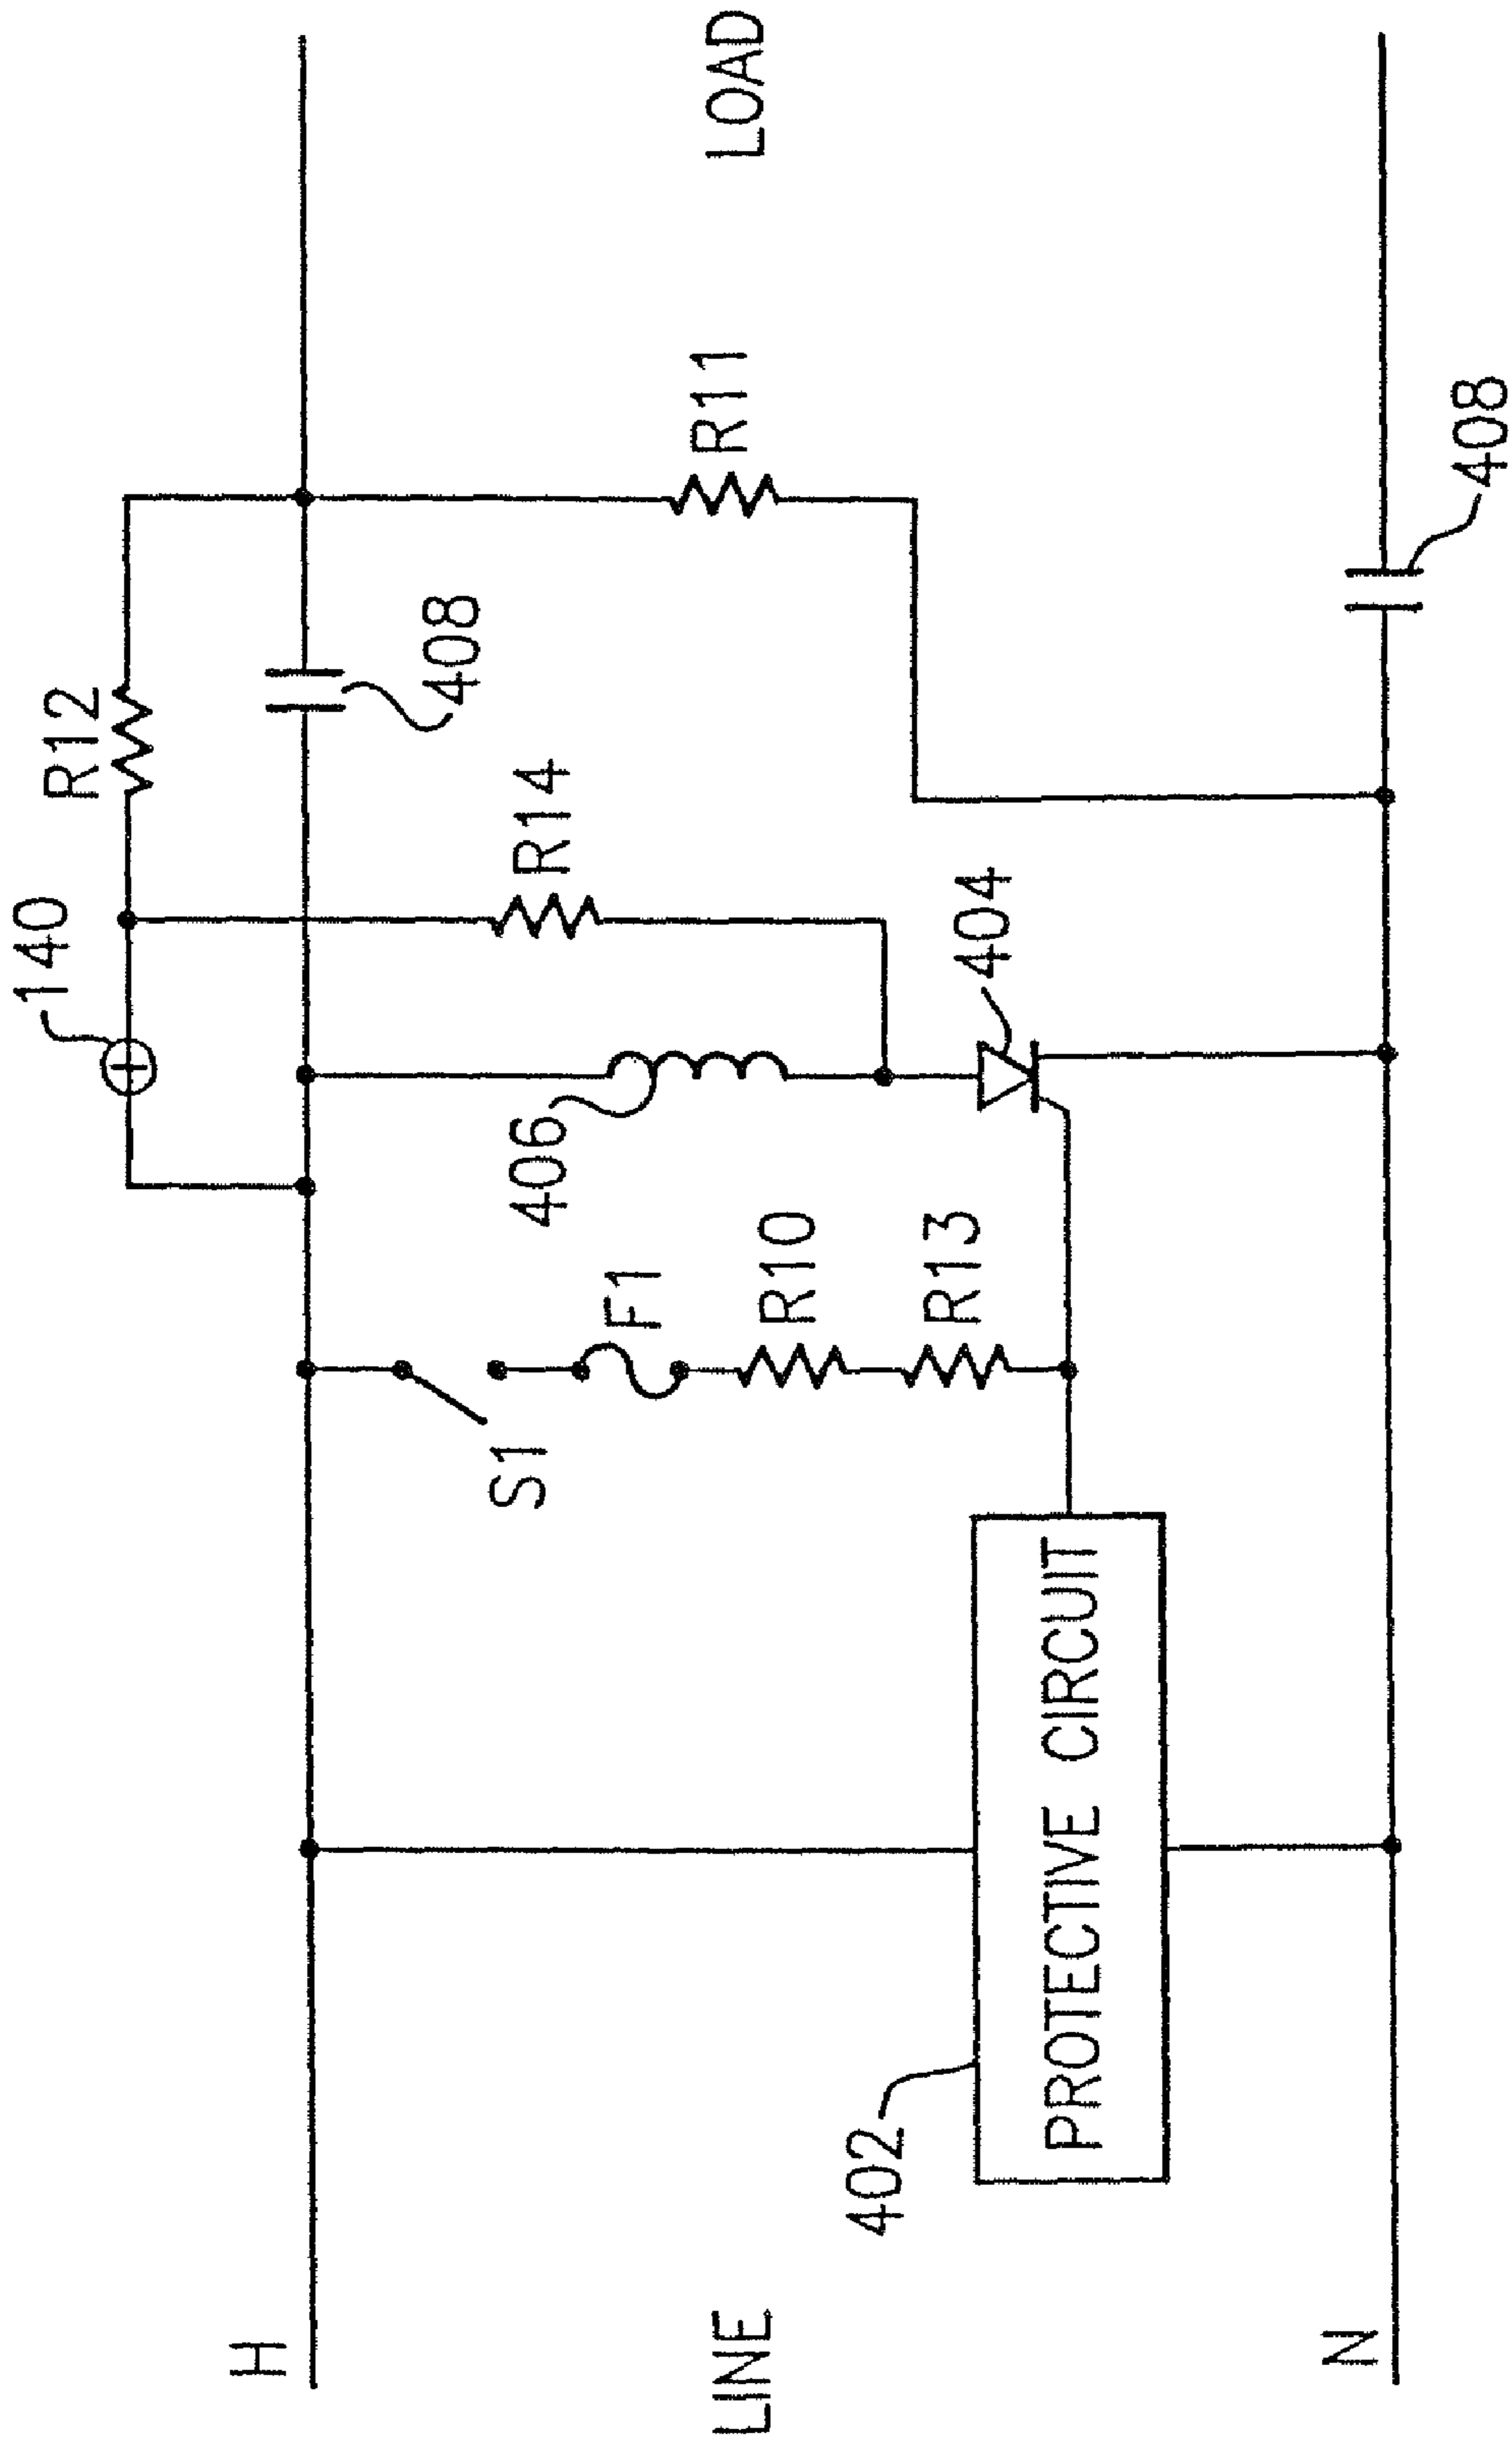 140
R12
H
408
R14
S1
F1
406
R10
R13
404
R11
LINE
LOAD
402
PROTECTIVE CIRCUIT
N
408